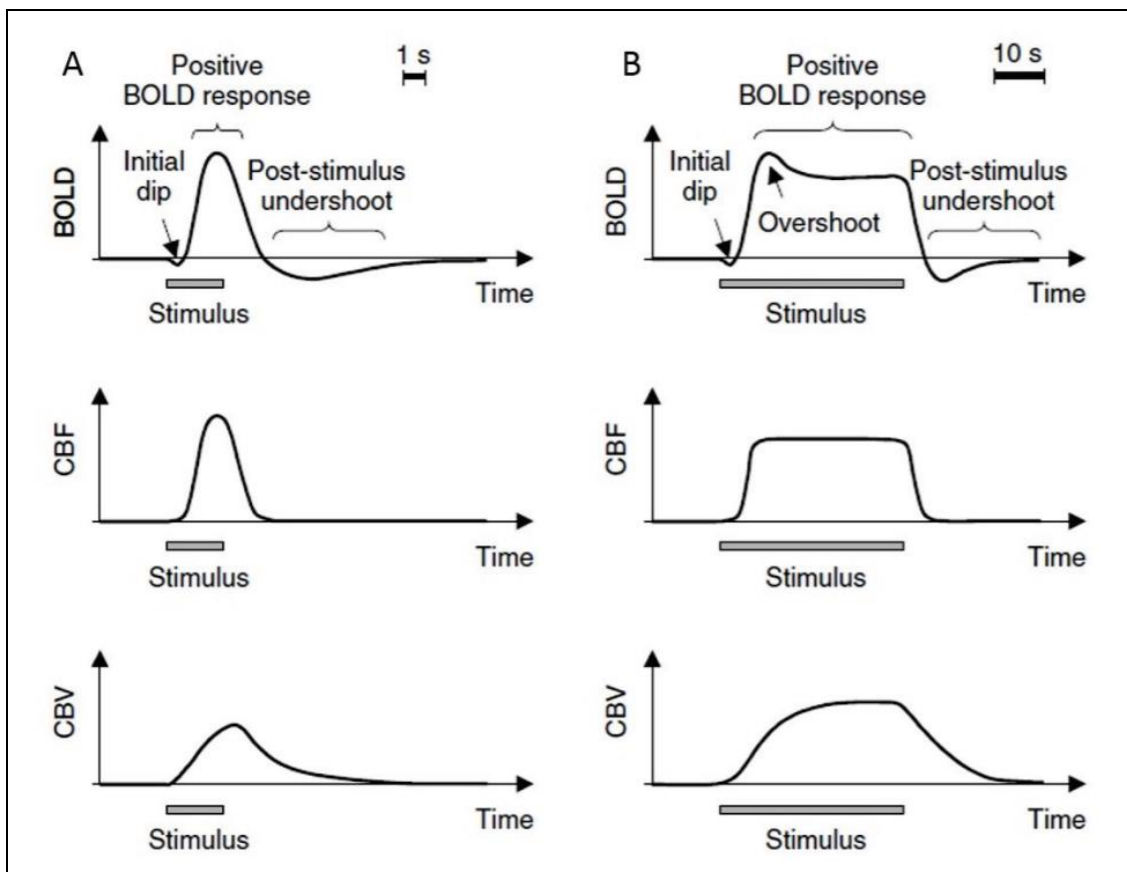 A
1 s
Positive
BOLD response
Initial
dip
Post-stimulus
undershoot
BOLD
Time
Stimulus
CBF
Time
Stimulus
CBV
Time
Stimulus
B
10 s
Positive
BOLD response
Initial
dip
Overshoot
Post-stimulus
undershoot
BOLD
Time
Stimulus
CBF
Time
Stimulus
CBV
Time
Stimulus